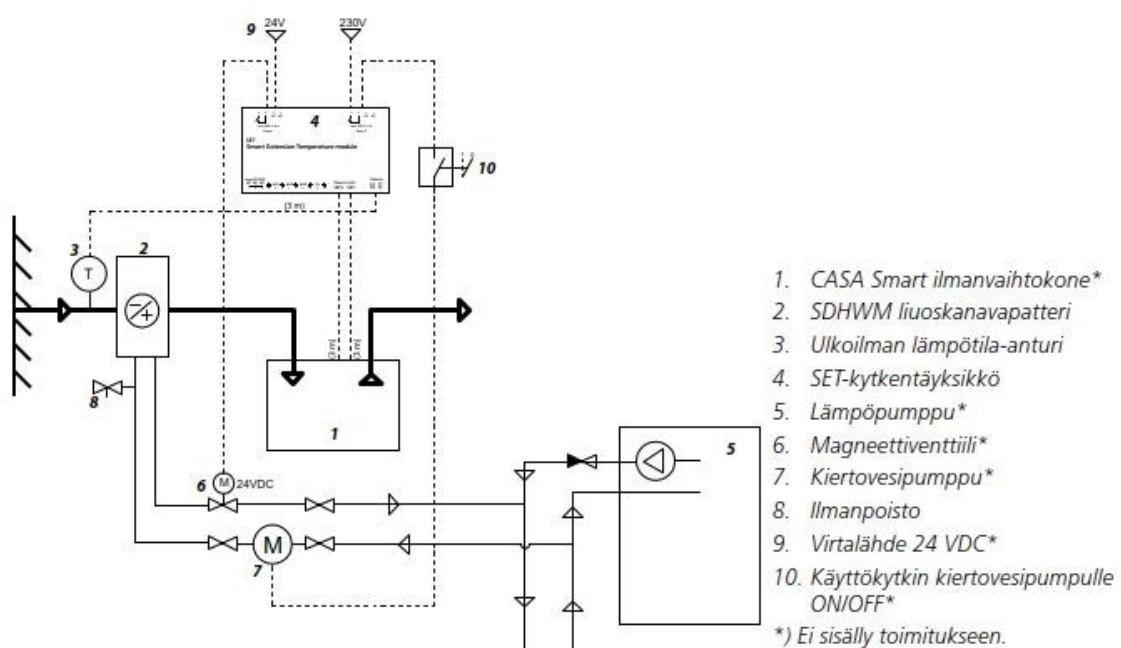 9
24V
230V
4
SET
Smart Extension Temperature module
10
(3 m)
3
T
2
(3 m)
(3 m)
8
1
5
6
M
24VDC
M
7
1. CASA Smart ilmanvaihtokone*
2. SDHWM liuoskanavapatteri
3. Ulkoilman lämpötila-anturi
4. SET-kytkentäyksikkö
5. Lämpöpumppu*
6. Magneettiventtiili*
7. Kiertovesipumppu*
8. Ilmanpoisto
9. Virtalähde 24 VDC*
10. Käyttökytkin kiertovesipumpulle
ON/OFF*
*) Ei sisälly toimitukseen.